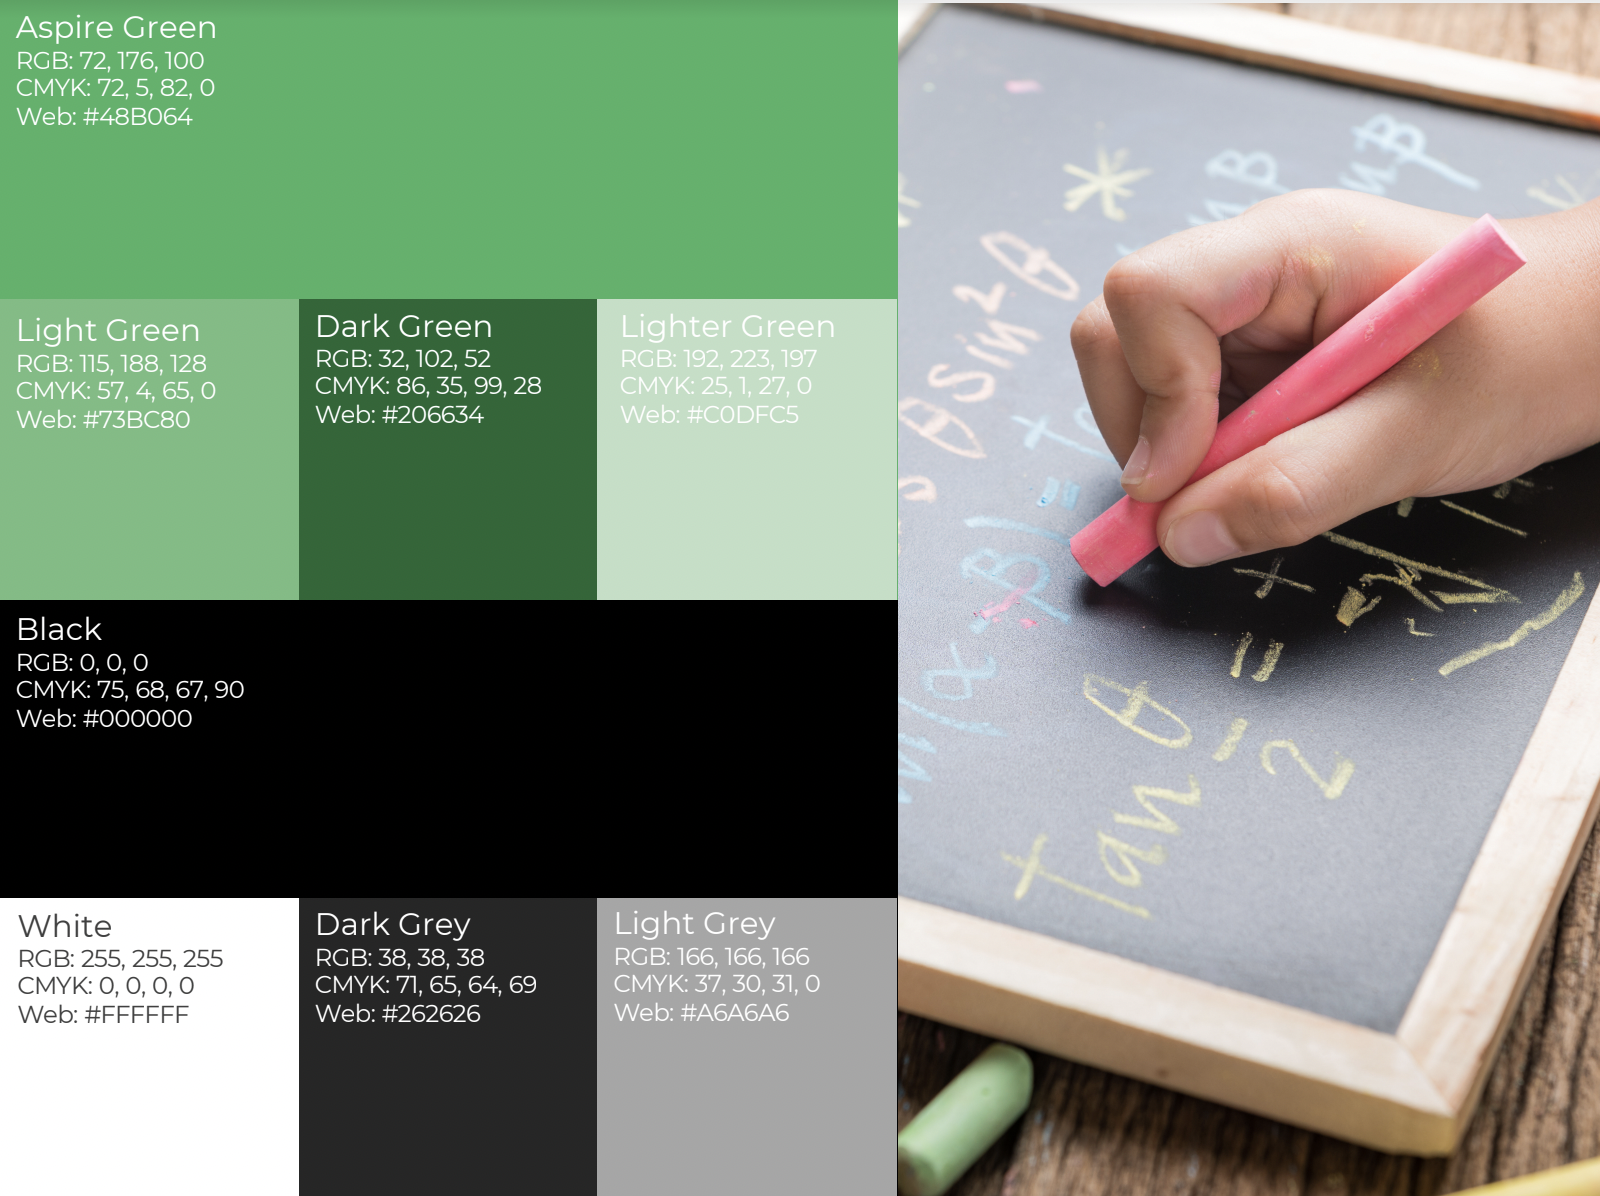 Aspire Green
RGB: 72, 176, 100
CMYK: 72, 5, 82, 0
Web: #48B064
Light Green
RGB: 115, 188, 128
CMYK: 57, 4, 65, 0
Web: #73BC80
Dark Green
RGB: 32, 102, 52
CMYK: 86, 35, 99, 28
Web: #206634
Lighter Green
RGB: 192, 223, 197
CMYK: 25, 1, 27, 0
Web: #C0DFC5
Black
RGB: 0, 0, 0
CMYK: 75, 68, 67, 90
Web: #000000
White
RGB: 255, 255, 255
CMYK: 0, 0, 0, 0
Web: #FFFFFF
Dark Grey
RGB: 38, 38, 38
CMYK: 71, 65, 64, 69
Web: #262626
Light Grey
RGB: 166, 166, 166
CMYK: 37, 30, 31, 0
Web: #A6A6A6
θ Sin 2 θ
Tan θ =
2